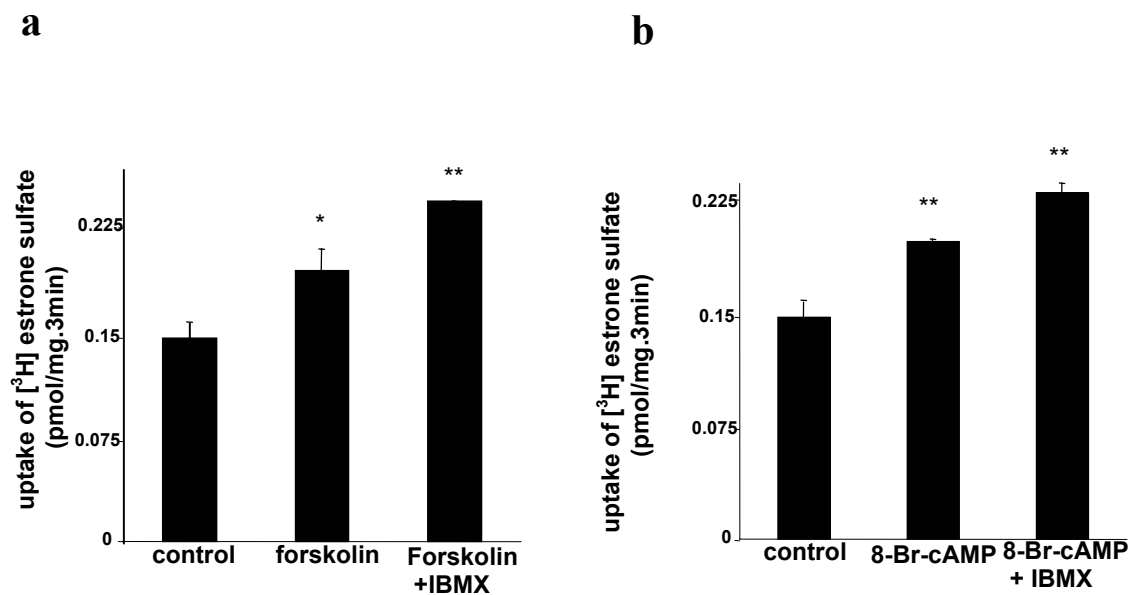 a
uptake of [³H] estrone sulfate
(pmol/mg.3min)
0.225
0.15
0.075
0
*
**
control
forskolin
Forskolin
+IBMX
b
uptake of [³H] estrone sulfate
(pmol/mg.3min)
0.225
0.15
0.075
0
**
**
control
8-Br-cAMP
8-Br-cAMP
+ IBMX